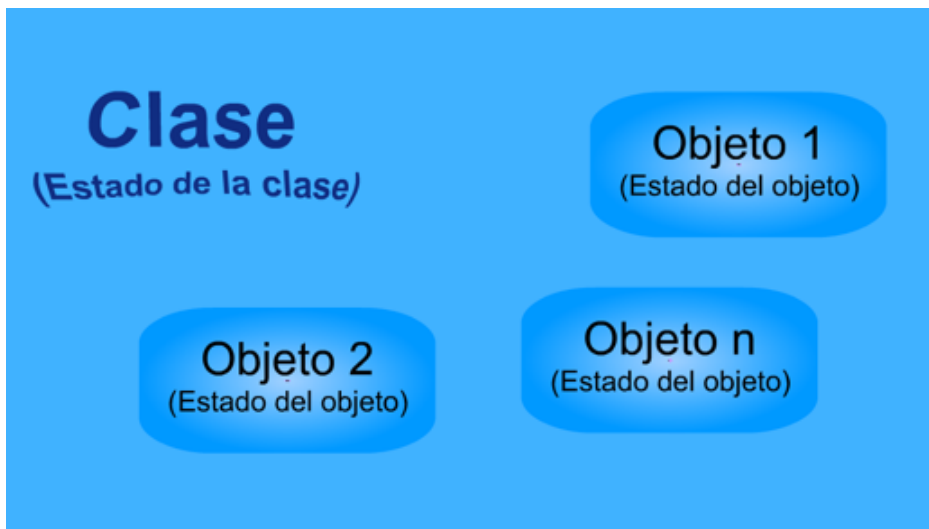 Clase
(Estado de la clase)
Objeto 1
(Estado del objeto)
Objeto 2
(Estado del objeto)
Objeto n
(Estado del objeto)